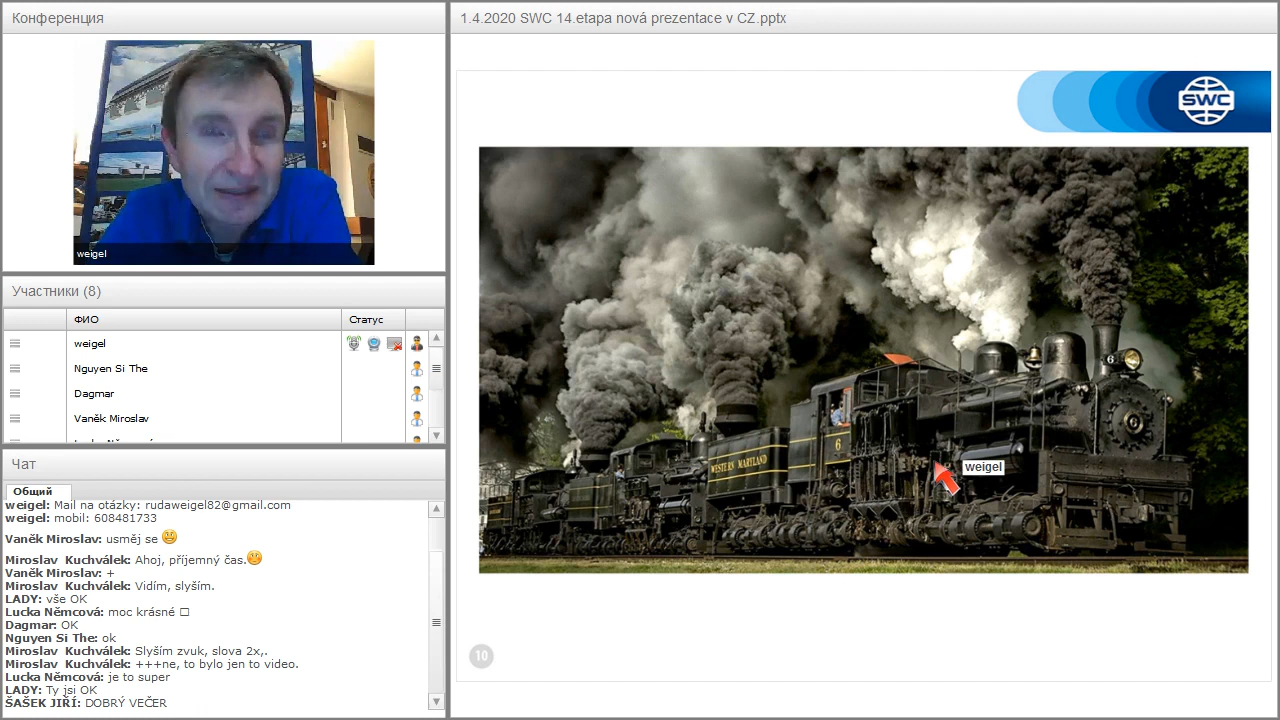 Конференция
weigel
Участники (8)
ФИО
Статус
weigel
Nguyen Si The
Dagmar
Vaněk Miroslav
Чат
Общий
weigel: Mail na otázky: rudaweigel82@gmail.com
weigel: mobil: 608481733
Vaněk Miroslav: usměj se
Miroslav Kuchválek: Ahoj, příjemný čas.
Vaněk Miroslav: +
Miroslav Kuchválek: Vidím, slyším.
LADY: vše OK
Lucka Němcová: moc krásné □
Dagmar: OK
Nguyen Si The: ok
Miroslav Kuchválek: Slyším zvuk, slova 2x,.
Miroslav Kuchválek: +++ne, to bylo jen to video.
Lucka Němcová: je to super
LADY: Ty jsi OK
ŠAŠEK JIŘÍ: DOBRÝ VEČER
1.4.2020 SWC 14.etapa nová prezentace v CZ.pptx
SWC
6
6
WESTERN MARYLAND
6
weigel
10